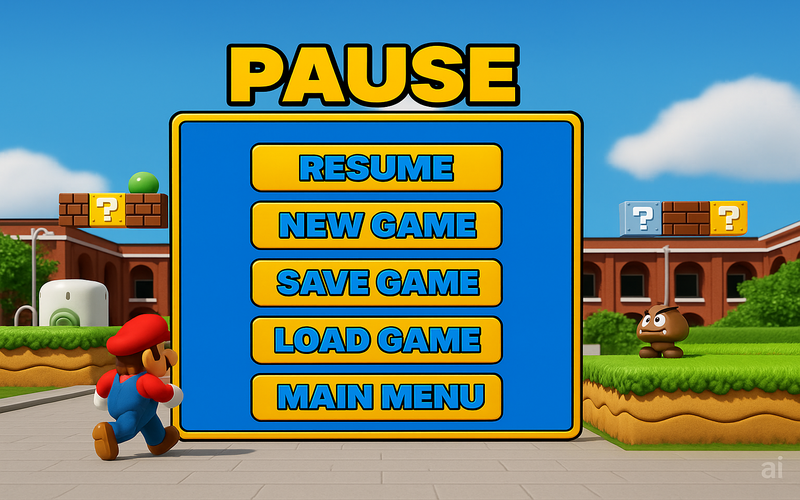 PAUSE
RESUME
? ?
?
NEW GAME
SAVE GAME
LOAD GAME
MAIN MENU
ai